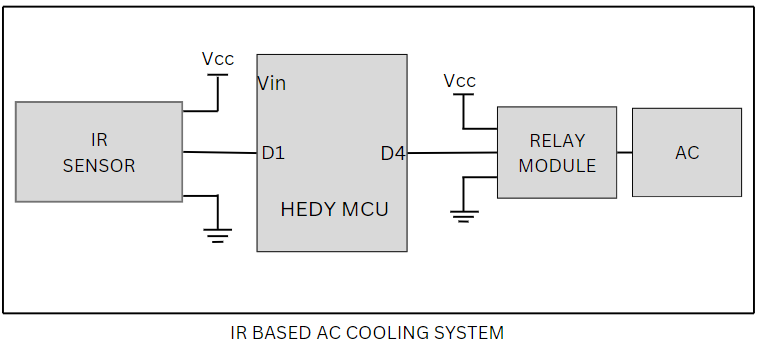 Vcc
Vin
Vcc
IR
SENSOR
D1
D4
RELAY
MODULE
AC
HEDY MCU
IR BASED AC COOLING SYSTEM